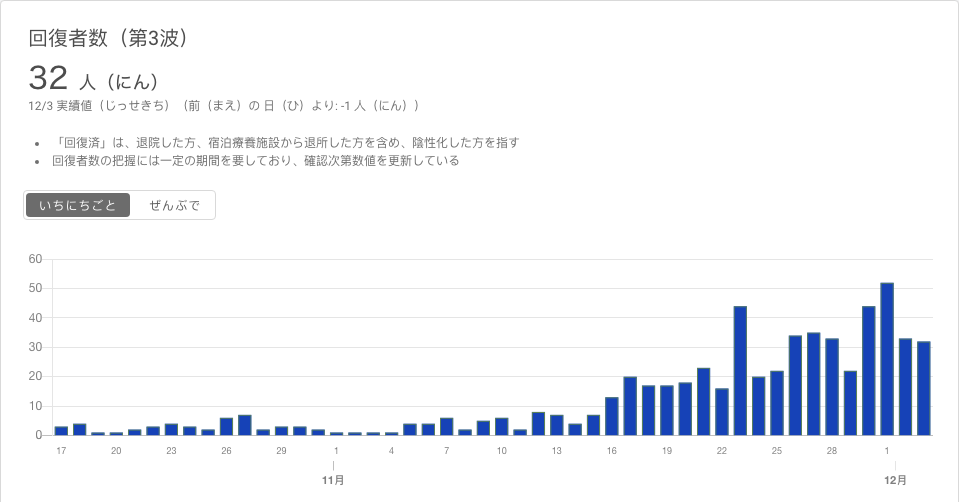 回復者数（第3波）
32 人（にん）
12/3 実績値（じっせきち）（前（まえ）の 日（ひ）より: -1 人（にん））
• 「回復済」は、退院した方、宿泊療養施設から退所した方を含め、陰性化した方を指す
• 回復者数の把握には一定の期間を要しており、確認次第数値を更新している
いちにちごと ぜんぶで
60
50
40
30
20
10
0
17 20 23 26 29 1 4 7 10 13 16 19 22 25 28 1
11月 12月